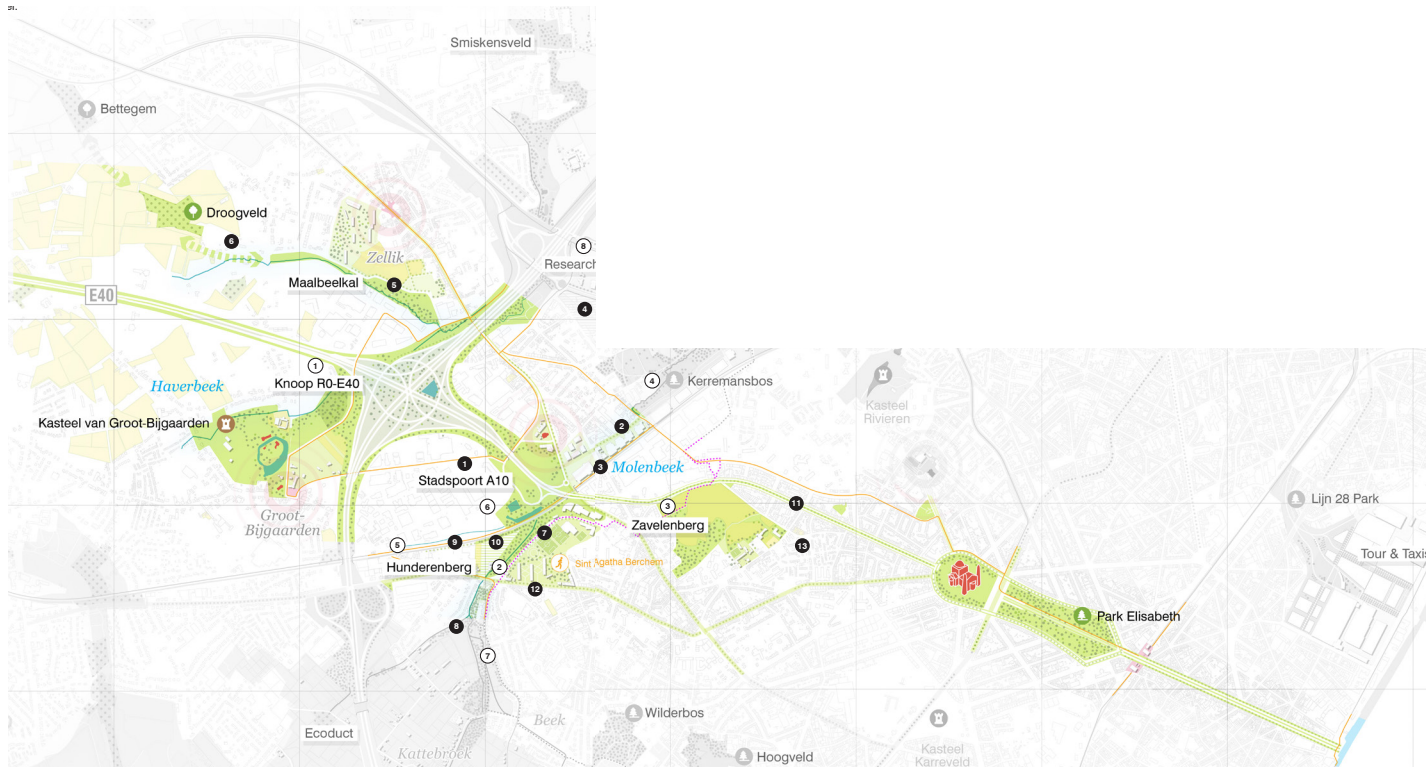 Smiskensveld
Bettegem
Droogveld
6
Zellik
8
Research
Maalbeelkal
5
E40
4
1
Knoop R0-E40
Haverbeek
4
Kerremansbos
Kasteel
Rivieren
Kasteel van Groot-Bijgaarden
2
1
3
Molenbeek
Stadspoort A10
Lijn 28 Park
6
3
11
Groot-
Bijgaarden
Zavelenberg
7
5
9
10
13
Tour & Taxis
Hunderenberg
2
Sint Agatha Berchem
12
Park Elisabeth
8
7
Wilderbos
Beek
Ecoduct
Kattebroek
Kasteel
Karreveld
Hoogveld